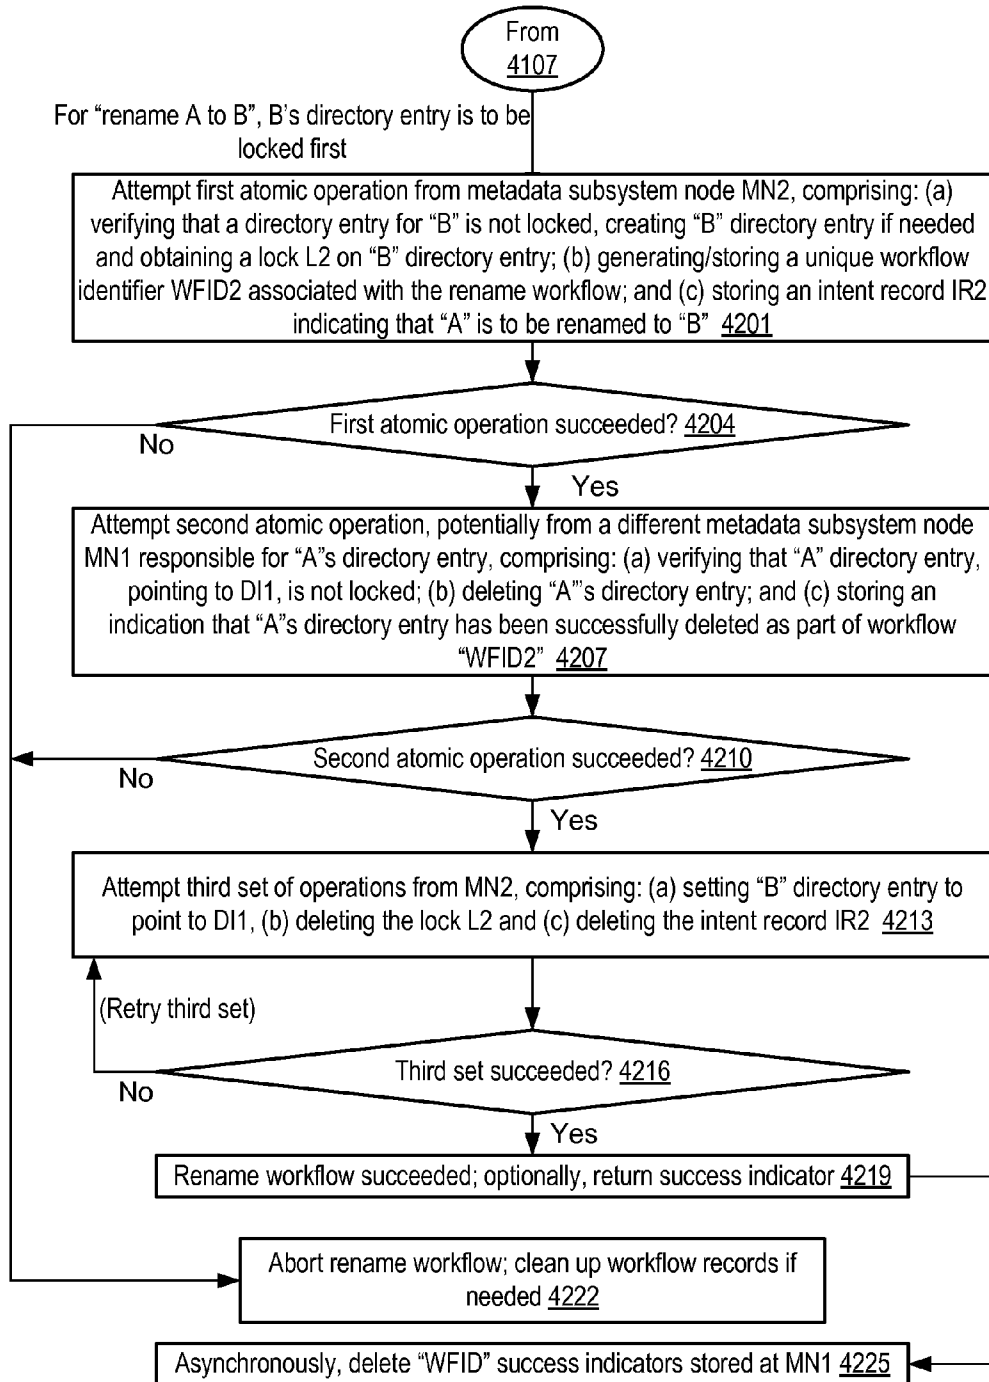 From
4107
For “rename A to B”, B’s directory entry is to be
locked first
Attempt first atomic operation from metadata subsystem node MN2, comprising: (a)
verifying that a directory entry for “B” is not locked, creating “B” directory entry if needed
and obtaining a lock L2 on “B” directory entry; (b) generating/storing a unique workflow
identifier WFID2 associated with the rename workflow; and (c) storing an intent record IR2
indicating that “A” is to be renamed to “B” 4201
First atomic operation succeeded? 4204
No
Yes
Attempt second atomic operation, potentially from a different metadata subsystem node
MN1 responsible for “A”s directory entry, comprising: (a) verifying that “A” directory entry,
pointing to DI1, is not locked; (b) deleting “A”’s directory entry; and (c) storing an
indication that “A”s directory entry has been successfully deleted as part of workflow
“WFID2” 4207
Second atomic operation succeeded? 4210
No
Yes
Attempt third set of operations from MN2, comprising: (a) setting “B” directory entry to
point to DI1, (b) deleting the lock L2 and (c) deleting the intent record IR2 4213
(Retry third set)
Third set succeeded? 4216
No
Yes
Rename workflow succeeded; optionally, return success indicator 4219
Abort rename workflow; clean up workflow records if
needed 4222
Asynchronously, delete “WFID” success indicators stored at MN1 4225